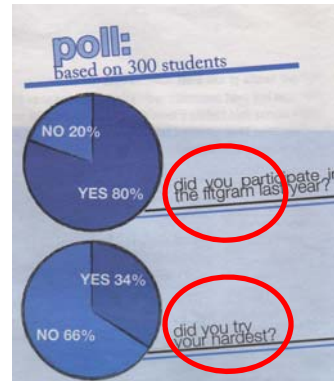 poll:
based on 300 students
NO 20%
YES 80%
did you participate in
the fitgram last year?
YES 34%
NO 66%
did you try
your hardest?